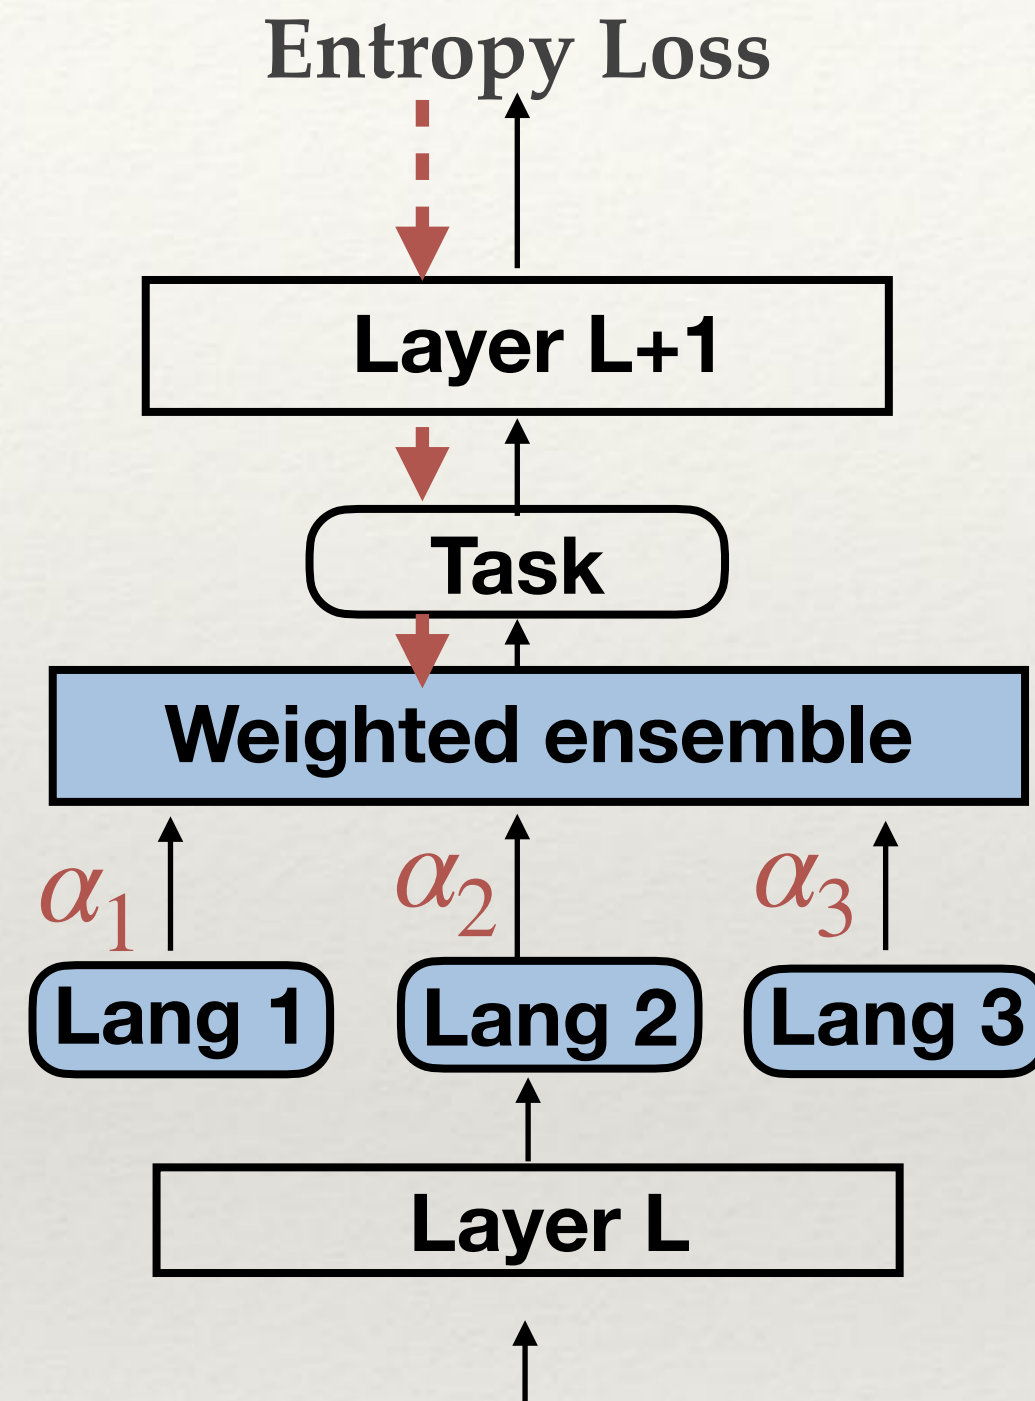 Entropy Loss
Layer L+1
Task
Weighted ensemble
α₁ α₂ α₃
Lang 1 Lang 2 Lang 3
Layer L